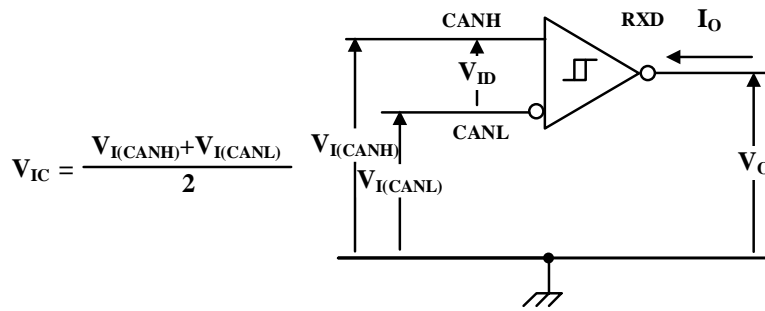 CANH
RXD
I_O
V_ID
CANL
V_IC = (V_I(CANH)+V_I(CANL))/2
V_I(CANH)
V_I(CANL)
V_O